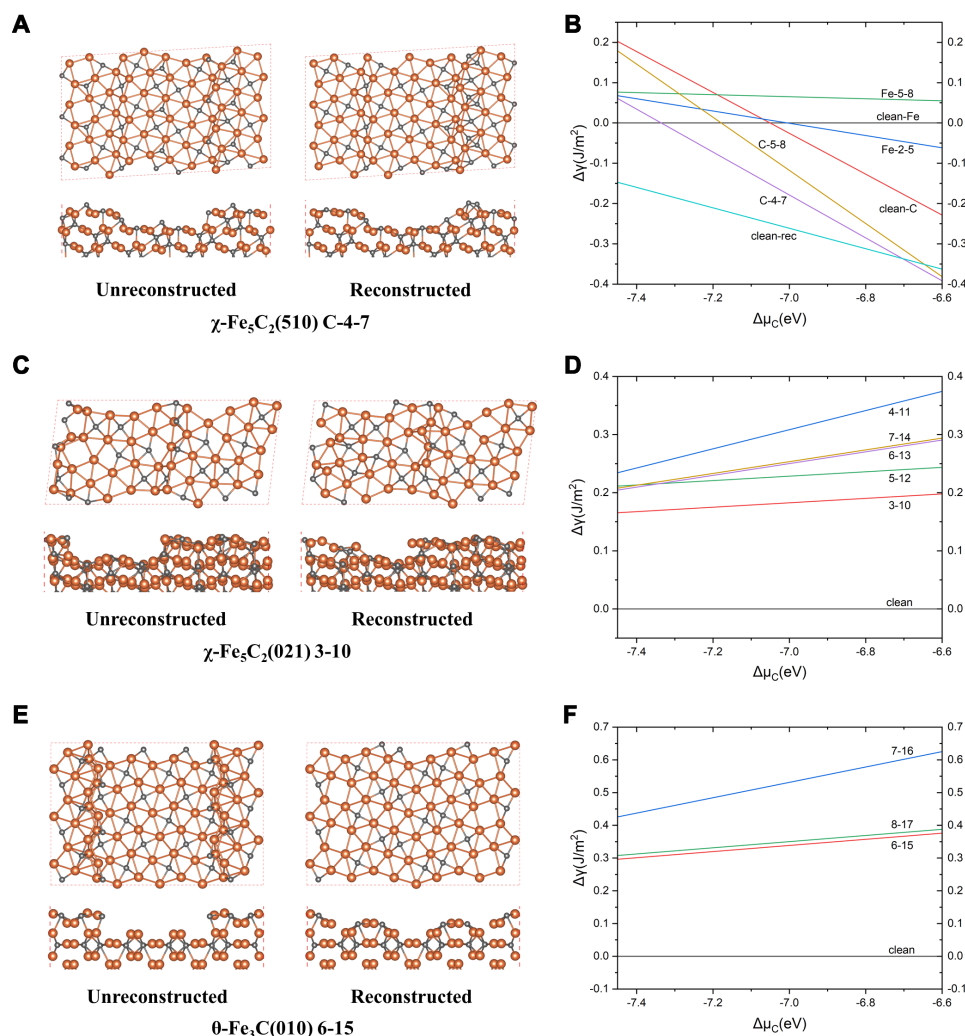 A
Unreconstructed
Reconstructed
χ-Fe₅C₂(510) C-4-7
B
0.2
0.1
0.0
-0.1
-0.2
-0.3
-0.4
Δγ(J/m²)
Fe-5-8
clean-Fe
Fe-2-5
C-5-8
C-4-7
clean-C
clean-rec
0.2
0.1
0.0
-0.1
-0.2
-0.3
-0.4
-7.4
-7.2
-7.0
-6.8
-6.6
Δμ_C(eV)
C
Unreconstructed
Reconstructed
χ-Fe₅C₂(021) 3-10
D
0.4
0.3
0.2
0.1
0.0
Δγ(J/m²)
4-11
7-14
6-13
5-12
3-10
clean
0.4
0.3
0.2
0.1
0.0
-7.4
-7.2
-7.0
-6.8
-6.6
Δμ_C(eV)
E
Unreconstructed
Reconstructed
θ-Fe₃C(010) 6-15
F
0.7
0.6
0.5
0.4
0.3
0.2
0.1
0.0
-0.1
Δγ(J/m²)
7-16
8-17
6-15
clean
0.7
0.6
0.5
0.4
0.3
0.2
0.1
0.0
-0.1
-7.4
-7.2
-7.0
-6.8
-6.6
Δμ_C(eV)